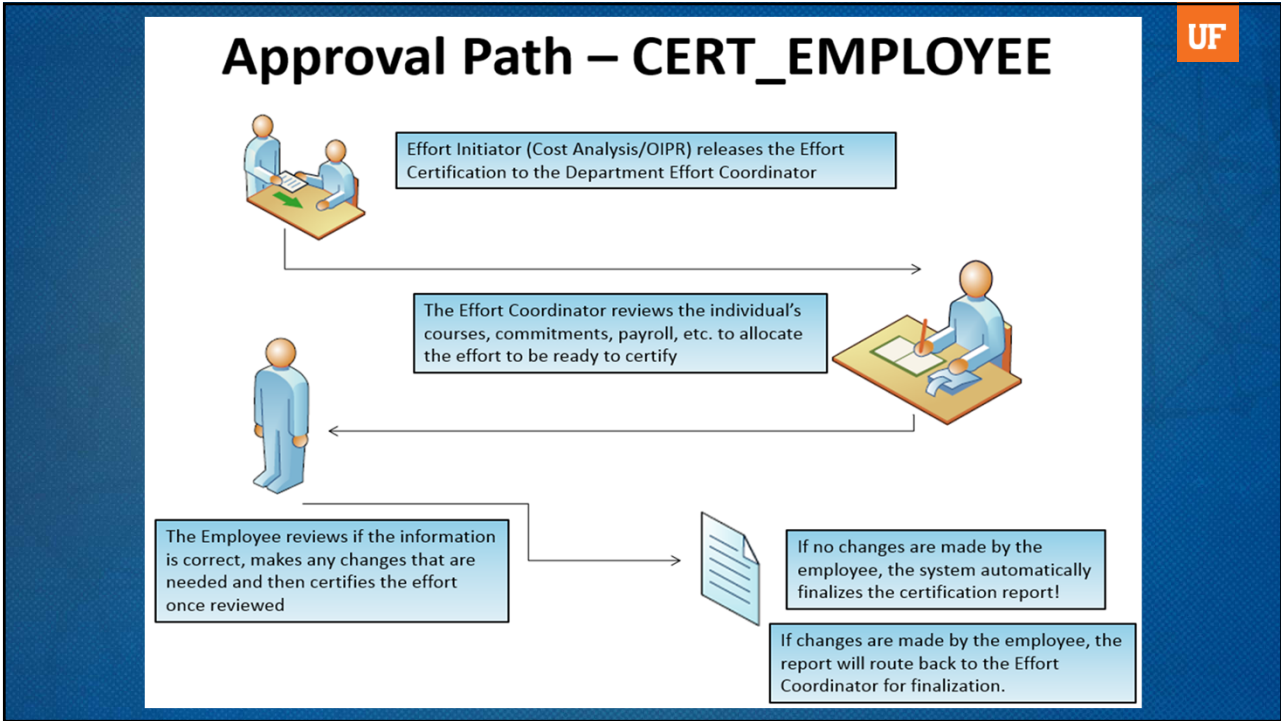 Approval Path – CERT_EMPLOYEE
UF
Effort Initiator (Cost Analysis/OIPR) releases the Effort
Certification to the Department Effort Coordinator
The Effort Coordinator reviews the individual’s
courses, commitments, payroll, etc. to allocate
the effort to be ready to certify
The Employee reviews if the information
is correct, makes any changes that are
needed and then certifies the effort
once reviewed
If no changes are made by the
employee, the system automatically
finalizes the certification report!
If changes are made by the employee, the
report will route back to the Effort
Coordinator for finalization.